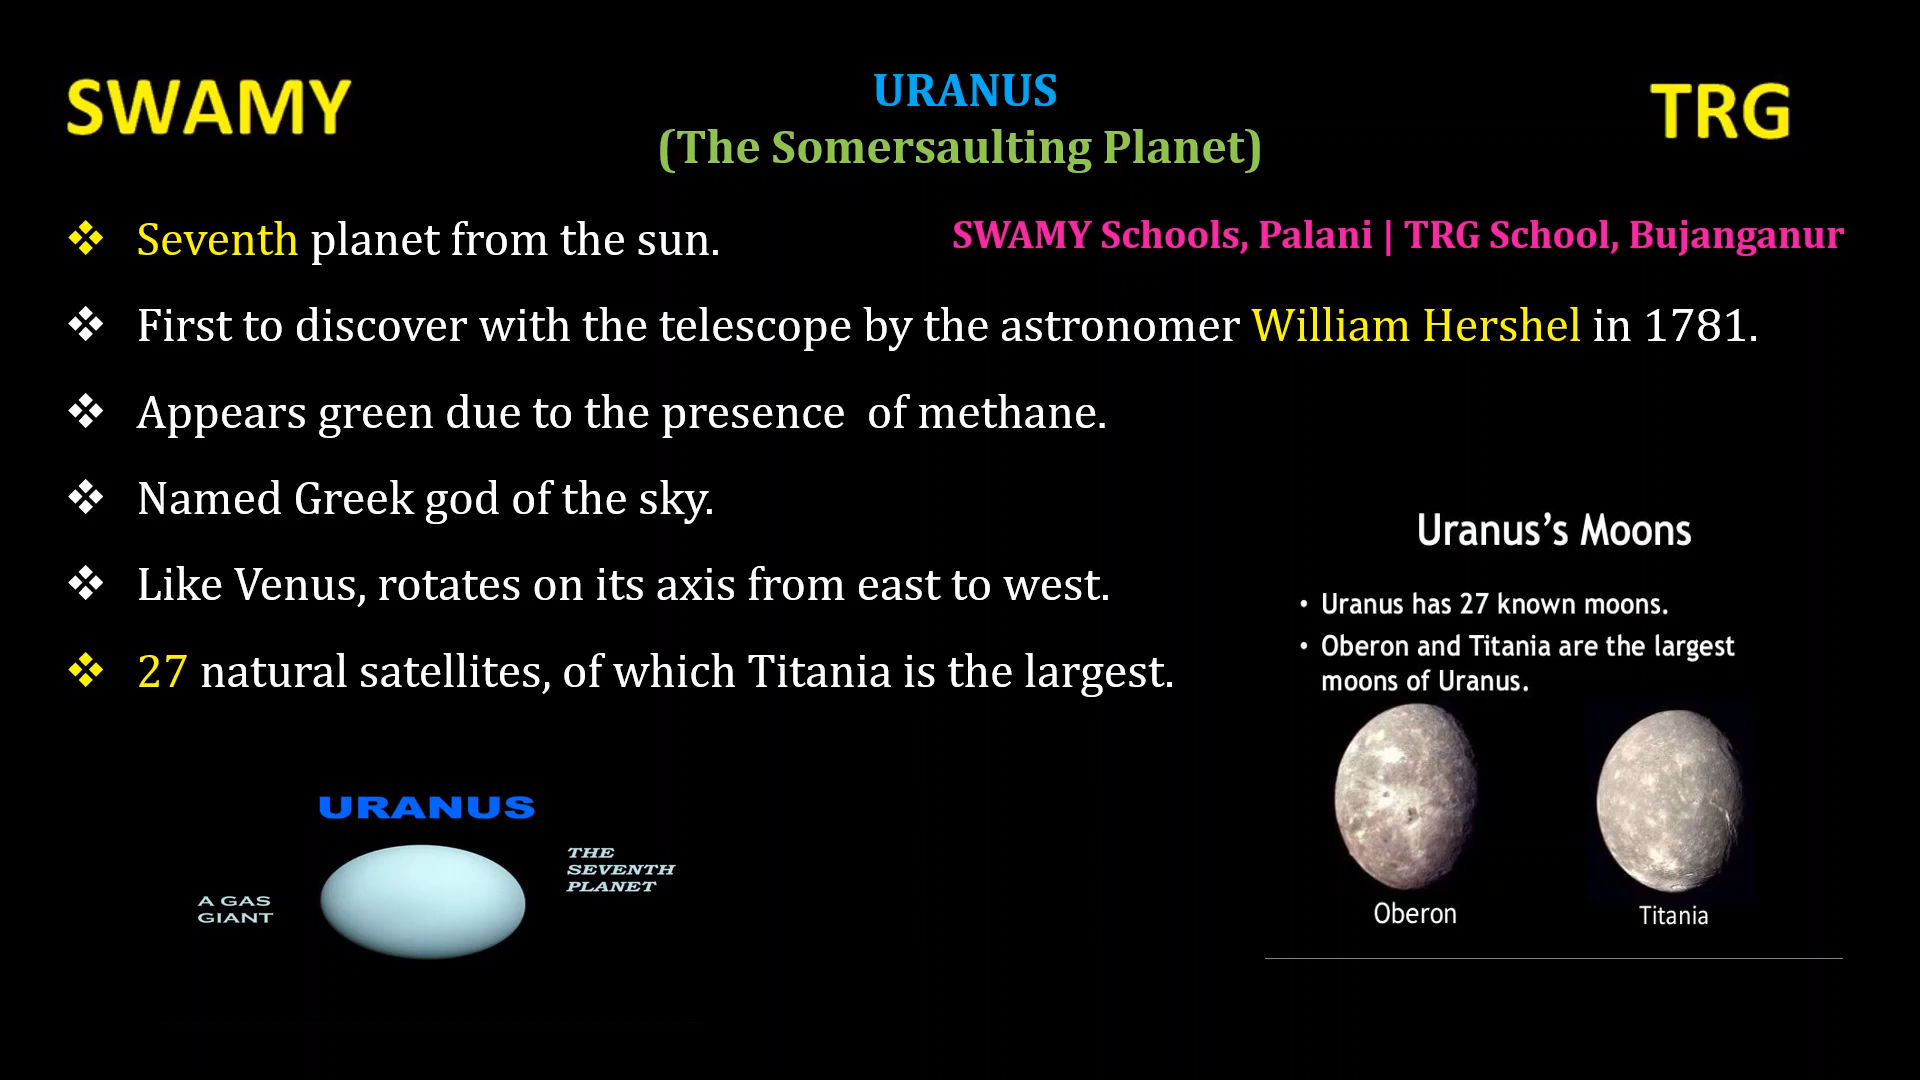 SWAMY
URANUS
TRG
(The Somersaulting Planet)
SWAMY Schools, Palani | TRG School, Bujanganur
❖ Seventh planet from the sun.
❖ First to discover with the telescope by the astronomer William Hershel in 1781.
❖ Appears green due to the presence  of methane.
❖ Named Greek god of the sky.
❖ Like Venus, rotates on its axis from east to west.
❖ 27 natural satellites, of which Titania is the largest.
Uranus’s Moons
• Uranus has 27 known moons.
• Oberon and Titania are the largest
moons of Uranus.
Oberon
Titania
URANUS
THE
SEVENTH
PLANET
A GAS
GIANT